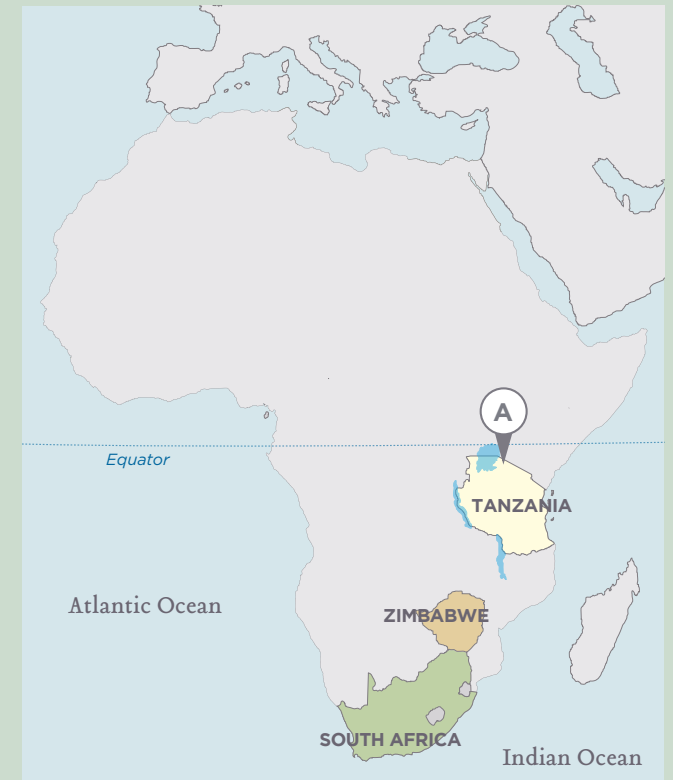 A
Equator
TANZANIA
Atlantic Ocean
ZIMBABWE
SOUTH AFRICA
Indian Ocean